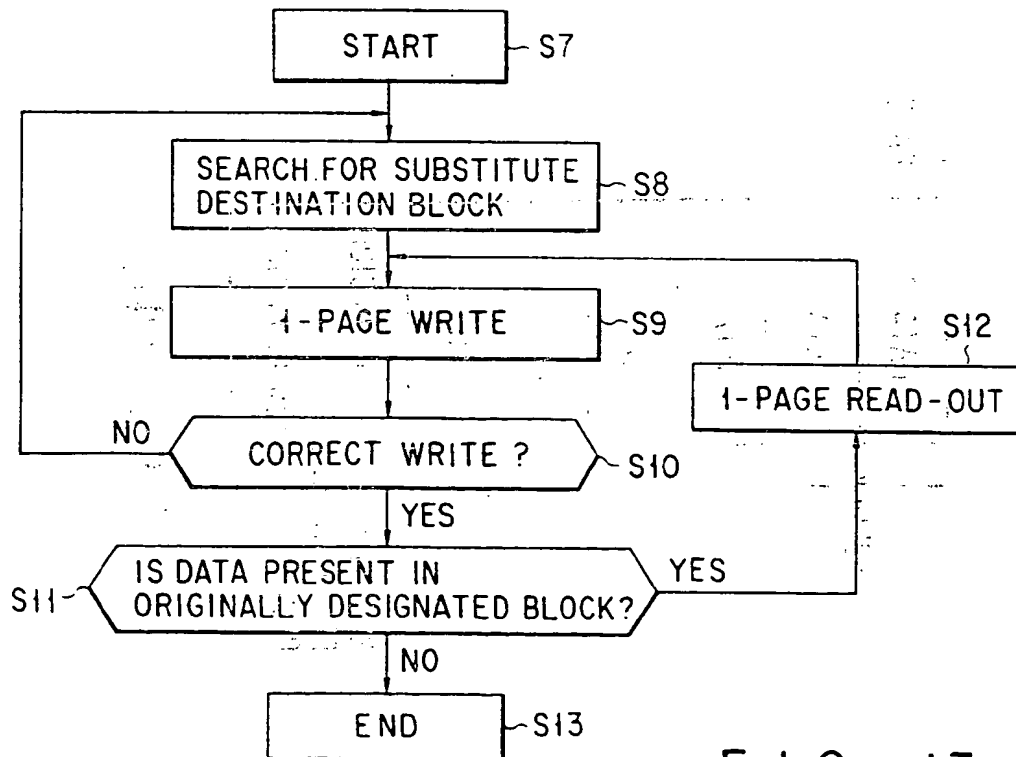 START
S7
SEARCH FOR SUBSTITUTE
DESTINATION BLOCK
S8
1-PAGE WRITE
S9
S12
1-PAGE READ-OUT
NO
CORRECT WRITE ?
S10
YES
S11
IS DATA PRESENT IN
ORIGINALLY DESIGNATED BLOCK?
YES
NO
END
S13